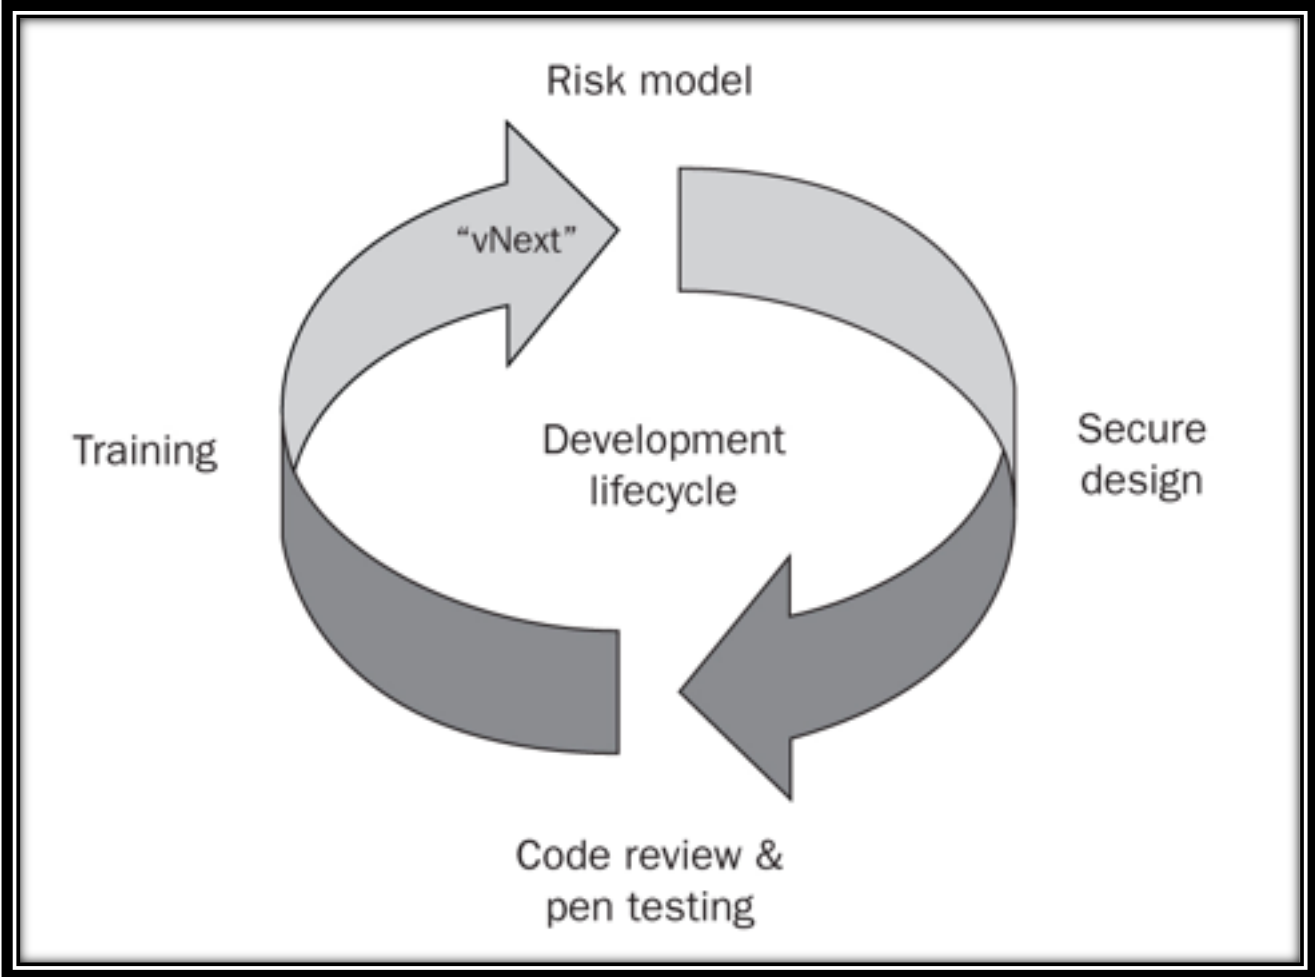 Risk model
“vNext”
Training
Development
lifecycle
Secure
design
Code review &
pen testing